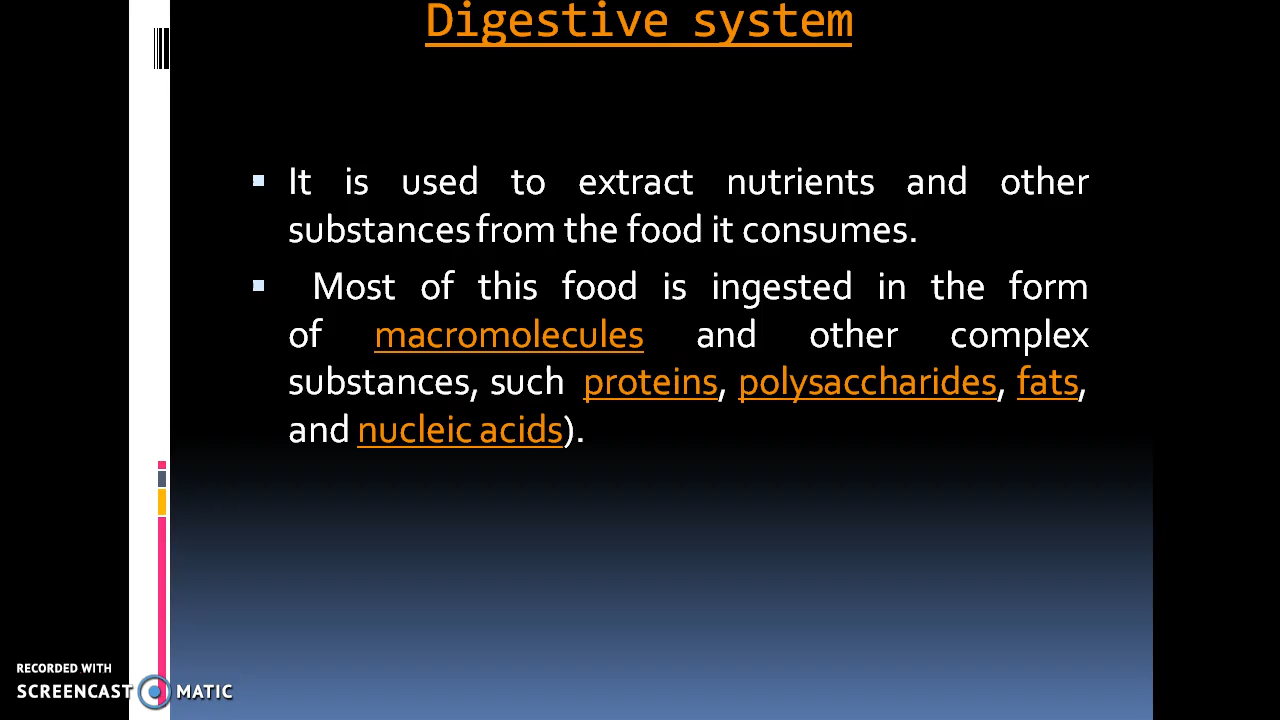 Digestive system
▪ It is used to extract nutrients and other
substances from the food it consumes.
▪ Most of this food is ingested in the form
of macromolecules and other complex
substances, such proteins, polysaccharides, fats,
and nucleic acids).
RECORDED WITH
SCREENCAST MATIC